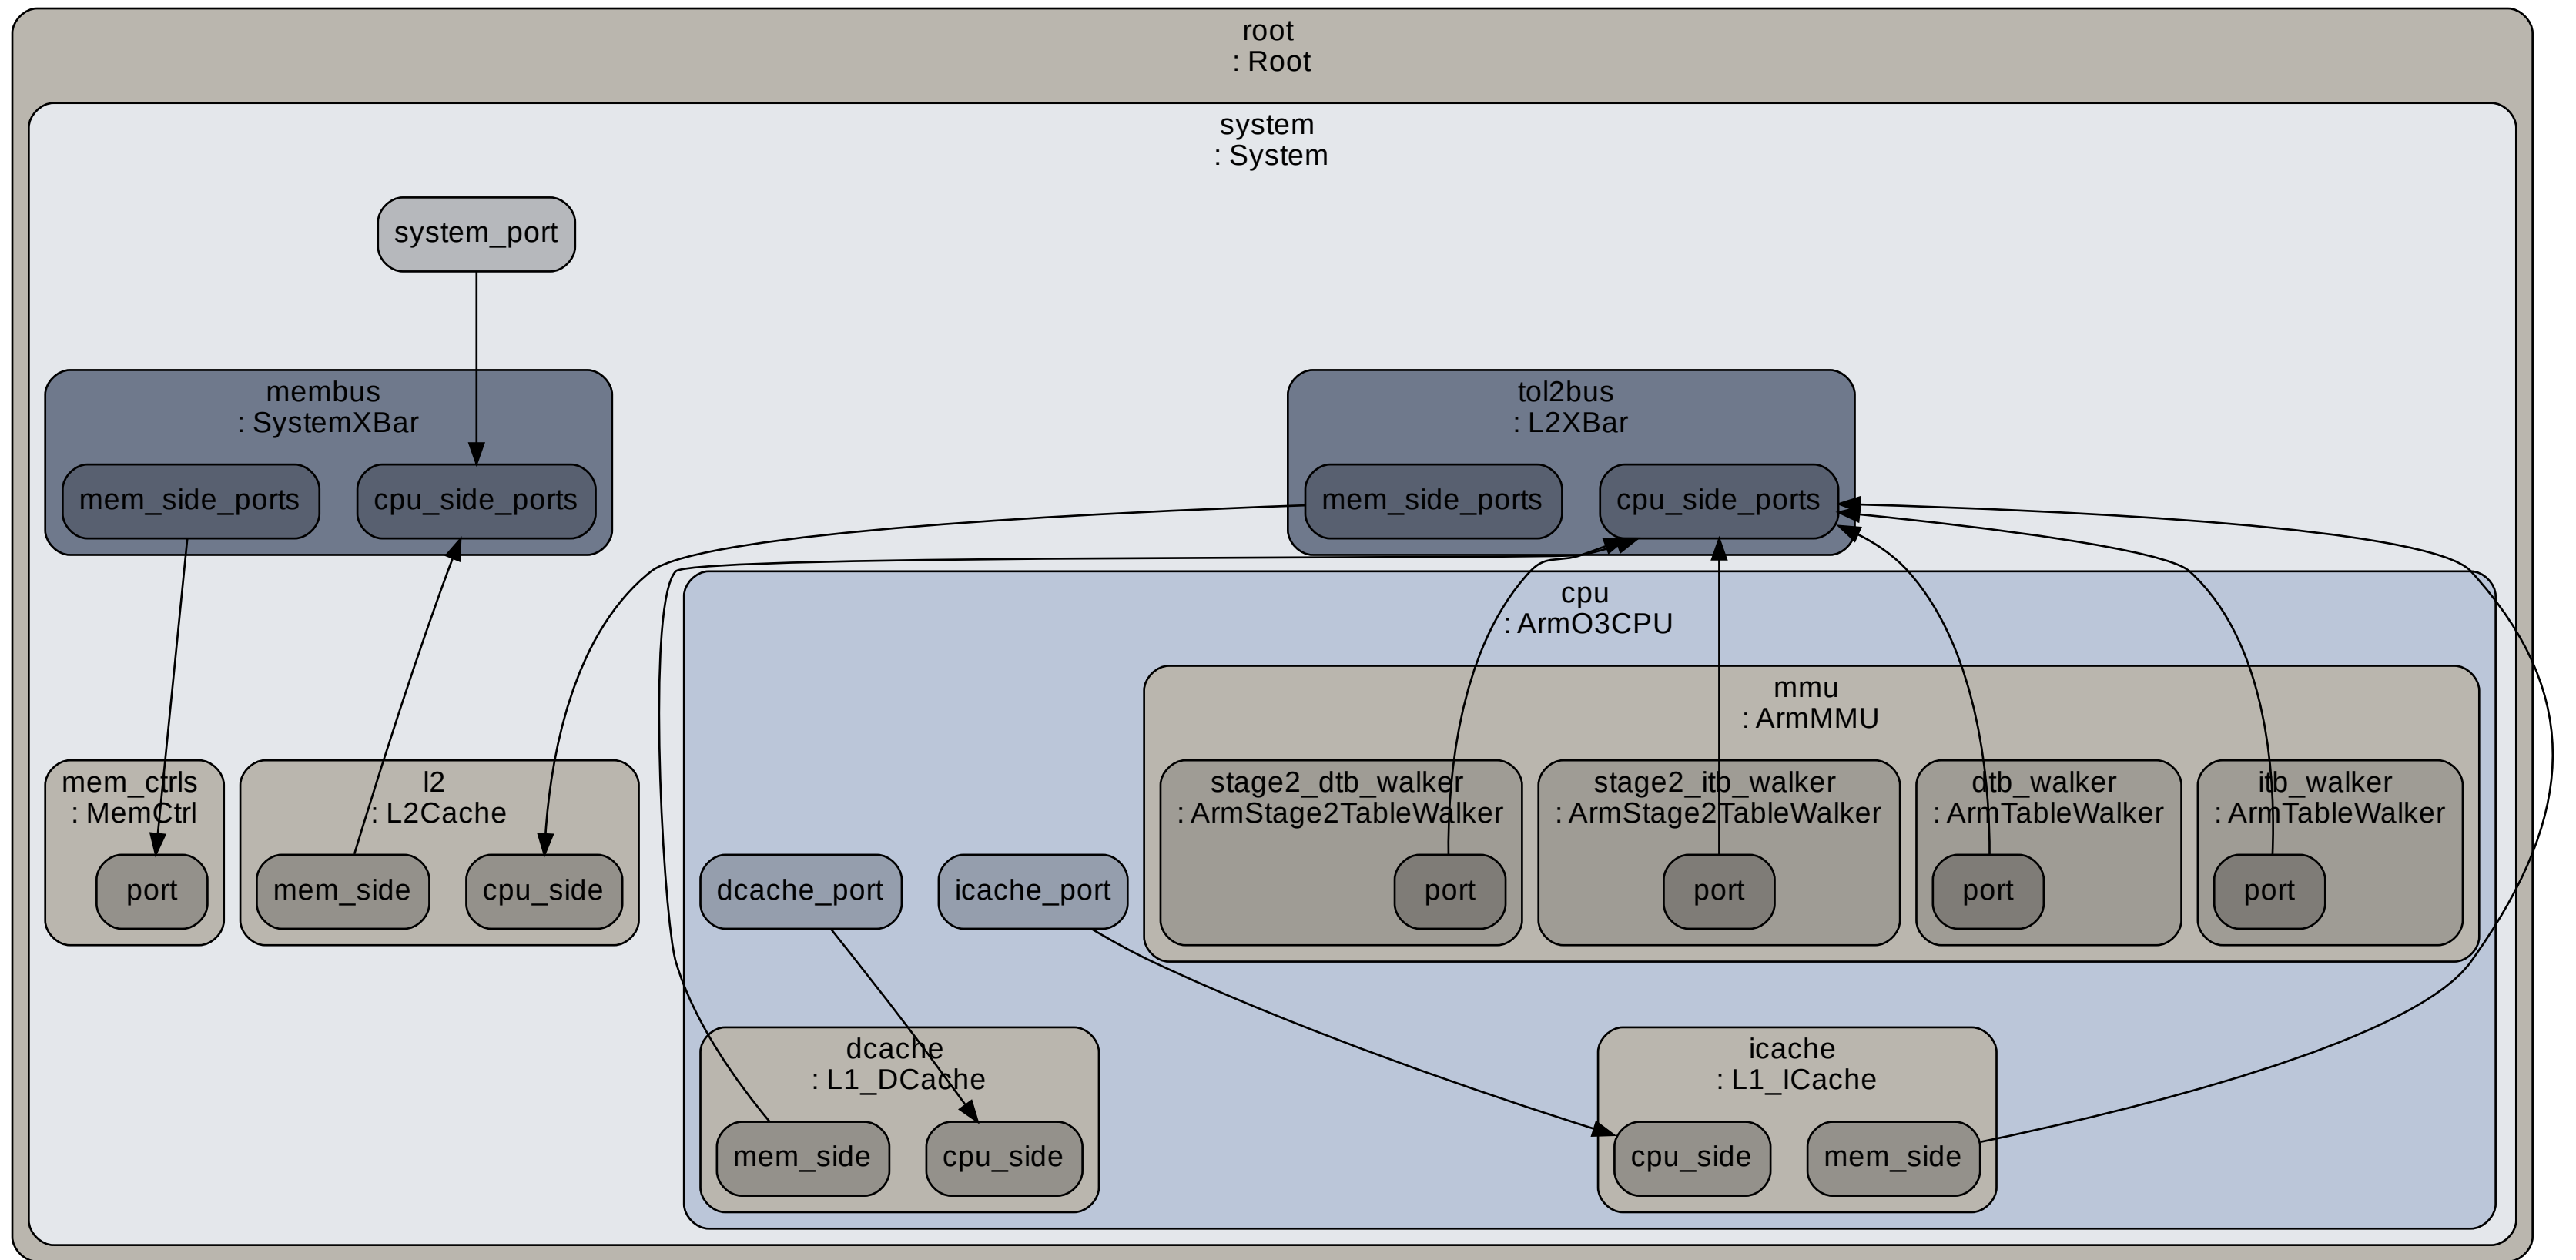 root
: Root
system
: System
system_port
membus
: SystemXBar
mem_side_ports
cpu_side_ports
tol2bus
: L2XBar
mem_side_ports
cpu_side_ports
cpu
: ArmO3CPU
mmu
: ArmMMU
mem_ctrls
: MemCtrl
port
l2
: L2Cache
mem_side
cpu_side
dcache_port
icache_port
stage2_dtb_walker
: ArmStage2TableWalker
port
stage2_itb_walker
: ArmStage2TableWalker
port
dtb_walker
: ArmTableWalker
port
itb_walker
: ArmTableWalker
port
dcache
: L1_DCache
mem_side
cpu_side
icache
: L1_ICache
cpu_side
mem_side